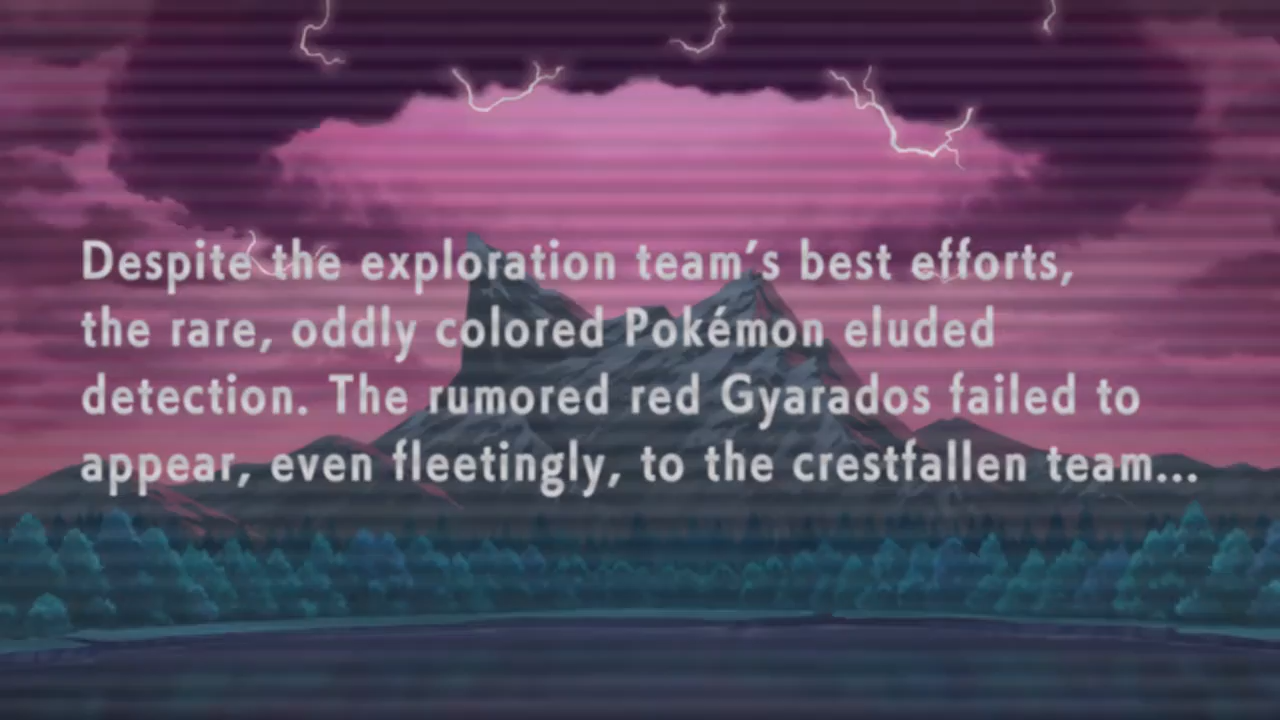 Despite the exploration team's best efforts,
the rare, oddly colored Pokémon eluded
detection. The rumored red Gyarados failed to
appear, even fleetingly, to the crestfallen team...